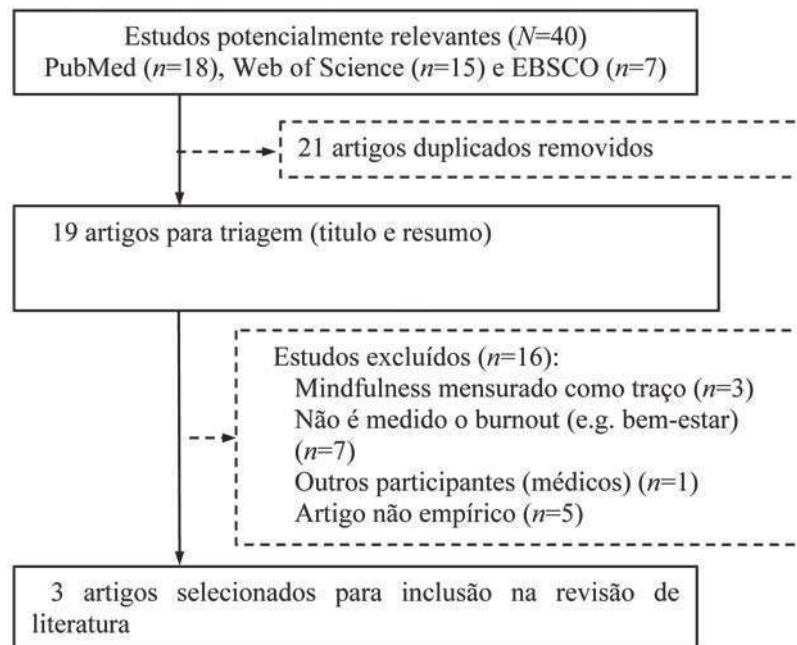 Estudos potencialmente relevantes (N=40)
PubMed (n=18), Web of Science (n=15) e EBSCO (n=7)
21 artigos duplicados removidos
19 artigos para triagem (titulo e resumo)
Estudos excluídos (n=16):
Mindfulness mensurado como traço (n=3)
Não é medido o burnout (e.g. bem-estar)
(n=7)
Outros participantes (médicos) (n=1)
Artigo não empírico (n=5)
3 artigos selecionados para inclusão na revisão de
literatura